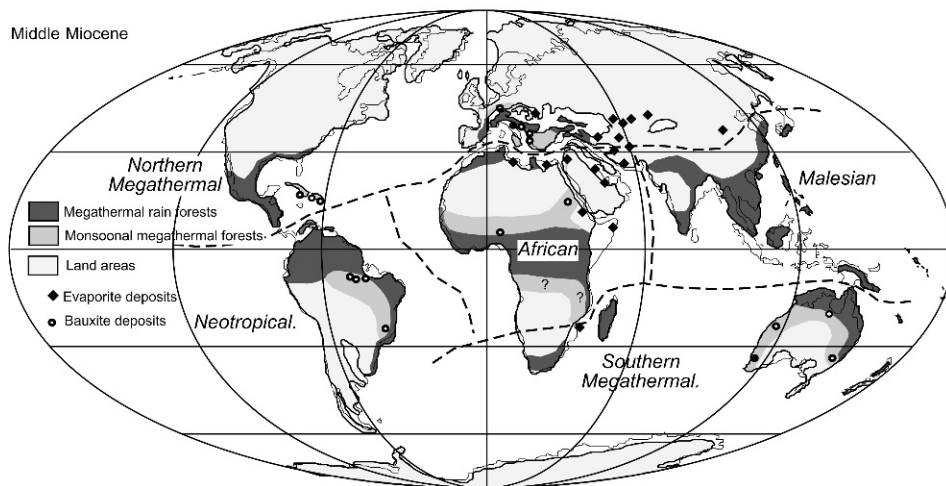 Middle Miocene
Northern
Megathermal
Malesian
Megathermal rain forests
Monsoonal megathermal forests
African
Land areas
?
?
Evaporite deposits
Neotropical.
Bauxite deposits
Southern
Megathermal.